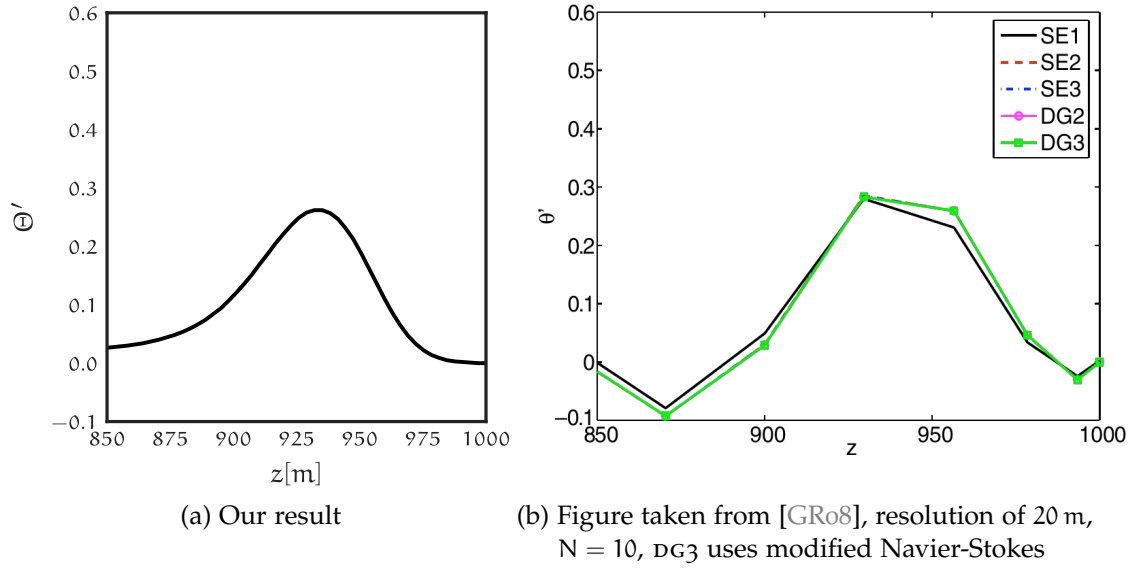 0.6
0.5
0.4
0.3
0.2
0.1
0.0
−0.1
Θ′
850 875 900 925 950 975 1000
z[m]
(a) Our result
0.6
0.5
0.4
0.3
0.2
0.1
0
-0.1
θ'
850 900 950 1000
z
SE1
SE2
SE3
DG2
DG3
(b) Figure taken from [GR08], resolution of 20 m,
N = 10, DG3 uses modified Navier-Stokes